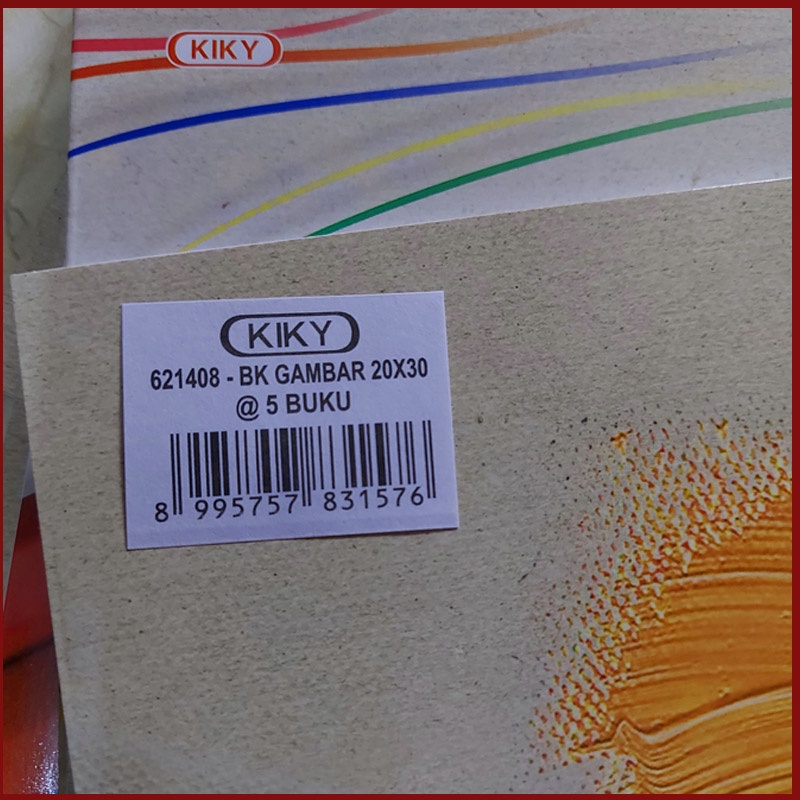 KIKY
KIKY
621408 - BK GAMBAR 20X30
@ 5 BUKU
8 995757 831576